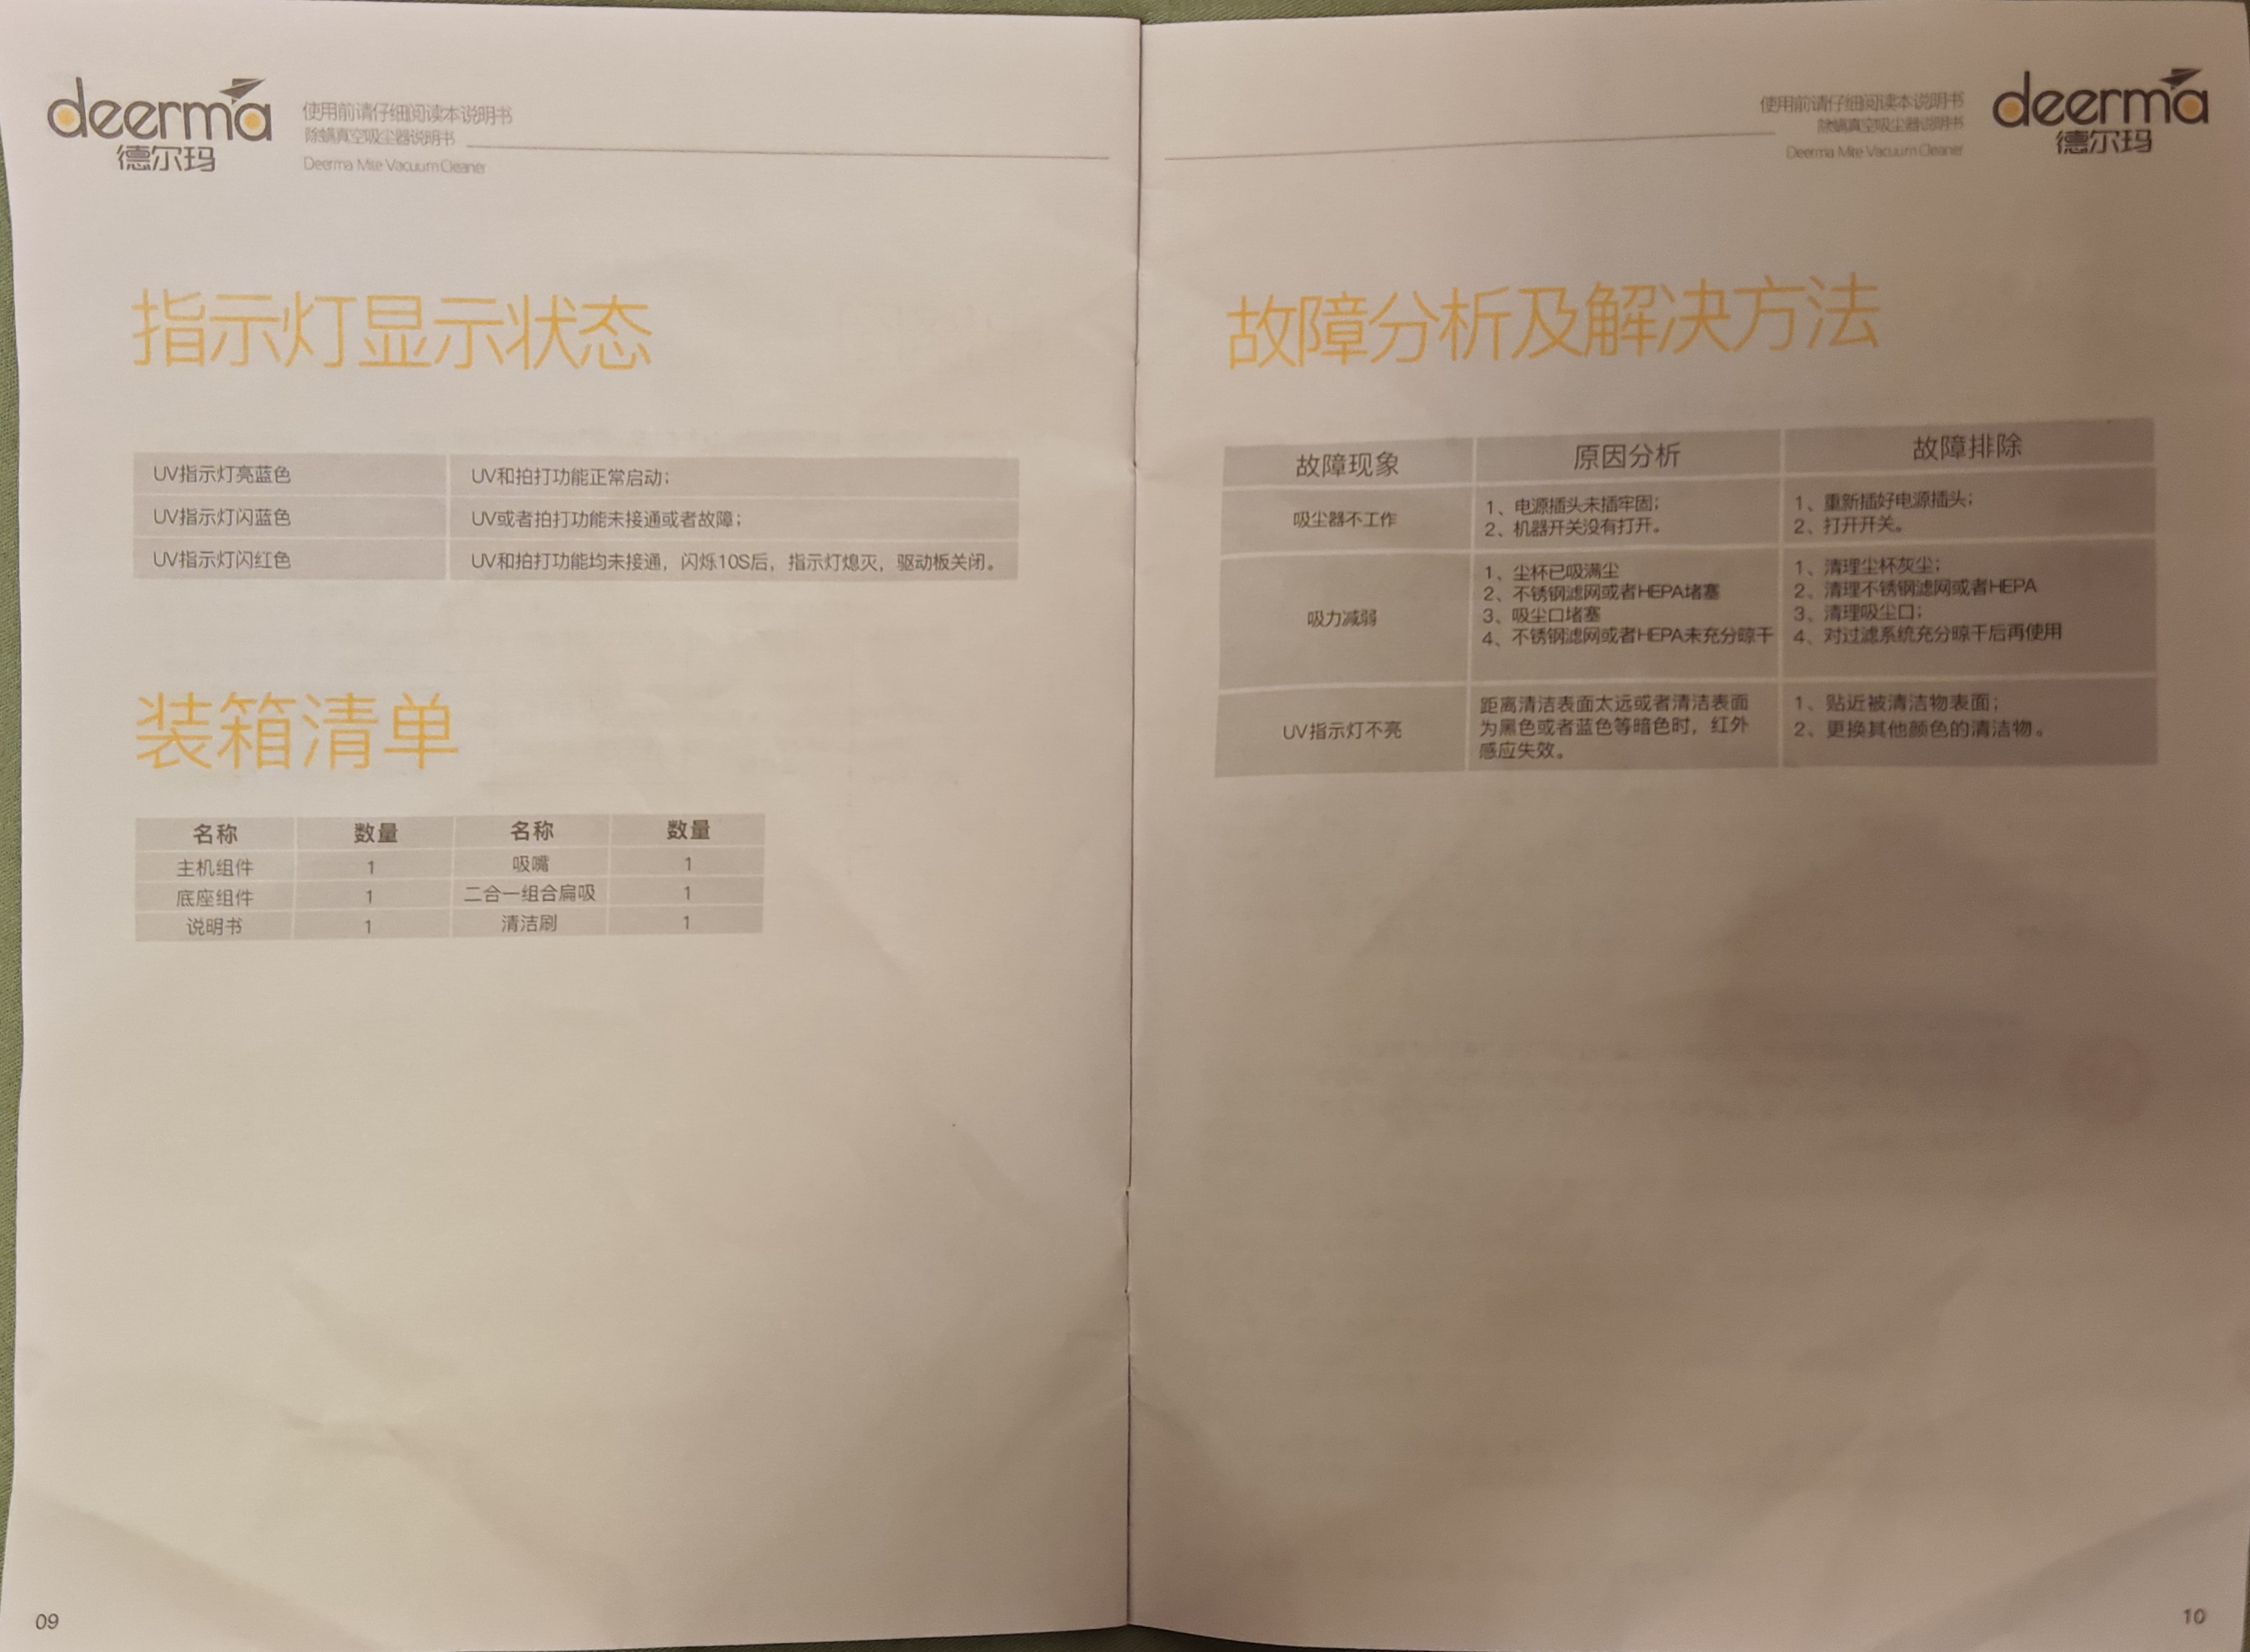 deerma
德尔玛
使用前请仔细阅读本说明书
除螨真空吸尘器说明书
Deerma Mite Vacuum Cleaner
指示灯显示状态
UV指示灯亮蓝色 UV和拍打功能正常启动；
UV指示灯闪蓝色 UV或者拍打功能未接通或者故障；
UV指示灯闪红色 UV和拍打功能均未接通，闪烁10S后，指示灯熄灭，驱动板关闭。
装箱清单
名称 数量 名称 数量
主机组件 1 吸嘴 1
底座组件 1 二合一组合扁吸 1
说明书 1 清洁刷 1
09
使用前请仔细阅读本说明书
除螨真空吸尘器说明书
Deerma Mite Vacuum Cleaner
deerma
德尔玛
故障分析及解决方法
故障现象 原因分析 故障排除
吸尘器不工作
1、电源插头未插牢固；
2、机器开关没有打开。
1、重新插好电源插头；
2、打开开关。
吸力减弱
1、尘杯已吸满尘
2、不锈钢滤网或者HEPA堵塞
3、吸尘口堵塞
4、不锈钢滤网或者HEPA未充分晾干
1、清理尘杯灰尘；
2、清理不锈钢滤网或者HEPA
3、清理吸尘口；
4、对过滤系统充分晾干后再使用
UV指示灯不亮
距离清洁表面太远或者清洁表面
为黑色或者蓝色等暗色时，红外
感应失效。
1、贴近被清洁物表面；
2、更换其他颜色的清洁物。
10